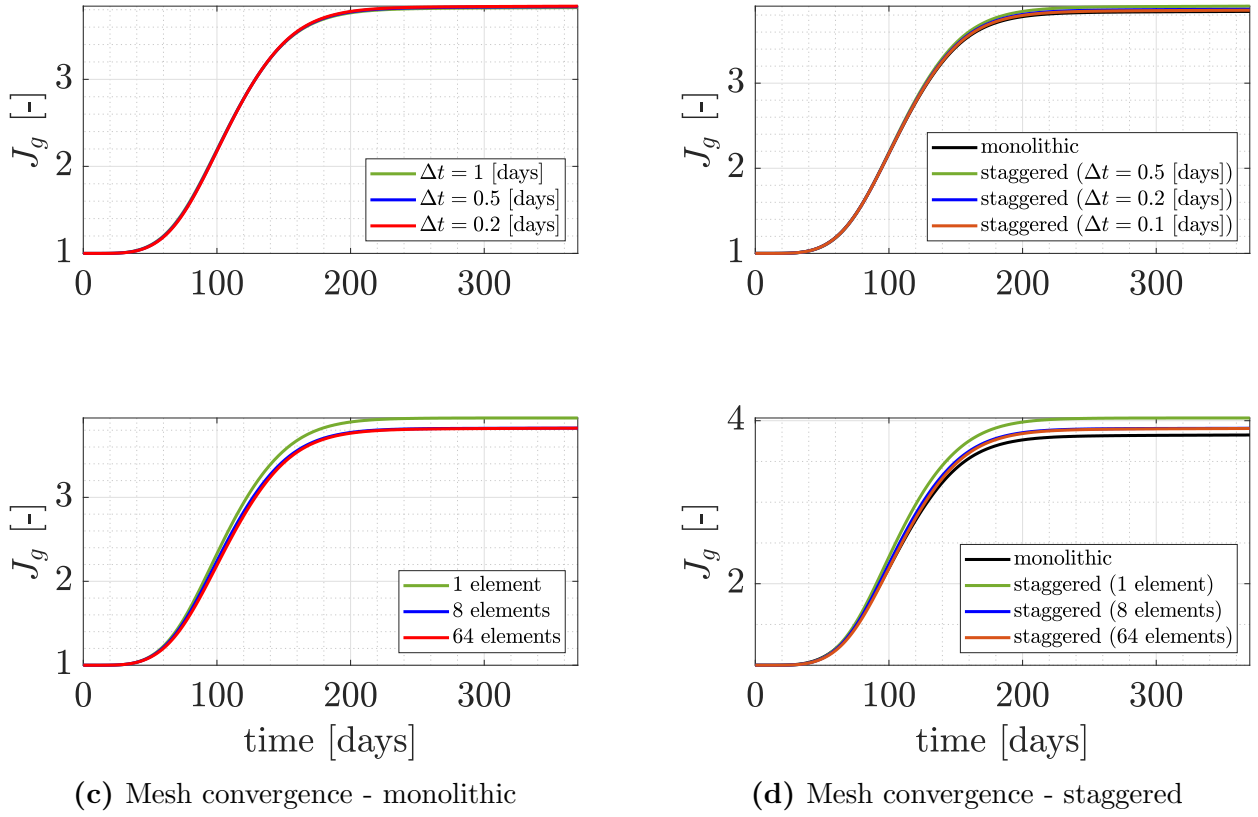 3
2
1
J_g [-]
0 100 200 300
Δt = 1 [days]
Δt = 0.5 [days]
Δt = 0.2 [days]
3
2
1
J_g [-]
0 100 200 300
monolithic
staggered (Δt = 0.5 [days])
staggered (Δt = 0.2 [days])
staggered (Δt = 0.1 [days])
3
2
1
J_g [-]
0 100 200 300
time [days]
1 element
8 elements
64 elements
(c) Mesh convergence - monolithic
4
2
J_g [-]
0 100 200 300
time [days]
monolithic
staggered (1 element)
staggered (8 elements)
staggered (64 elements)
(d) Mesh convergence - staggered